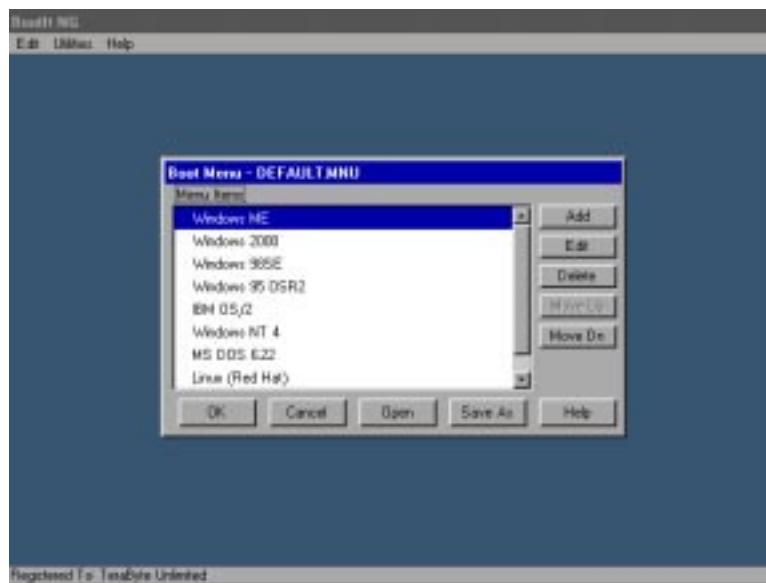 BootIt NG
Edit Utilities Help
Boot Menu - DEFAULT.MNU
Menu Items
Windows ME
Windows 2000
Windows 98SE
Windows 95 OSR2
IBM OS/2
Windows NT 4
MS DOS 6.22
Linux (Red Hat)
Add
Edit
Delete
Move Up
Move Dn
OK Cancel Open Save As Help
Registered To: TeraByte Unlimited